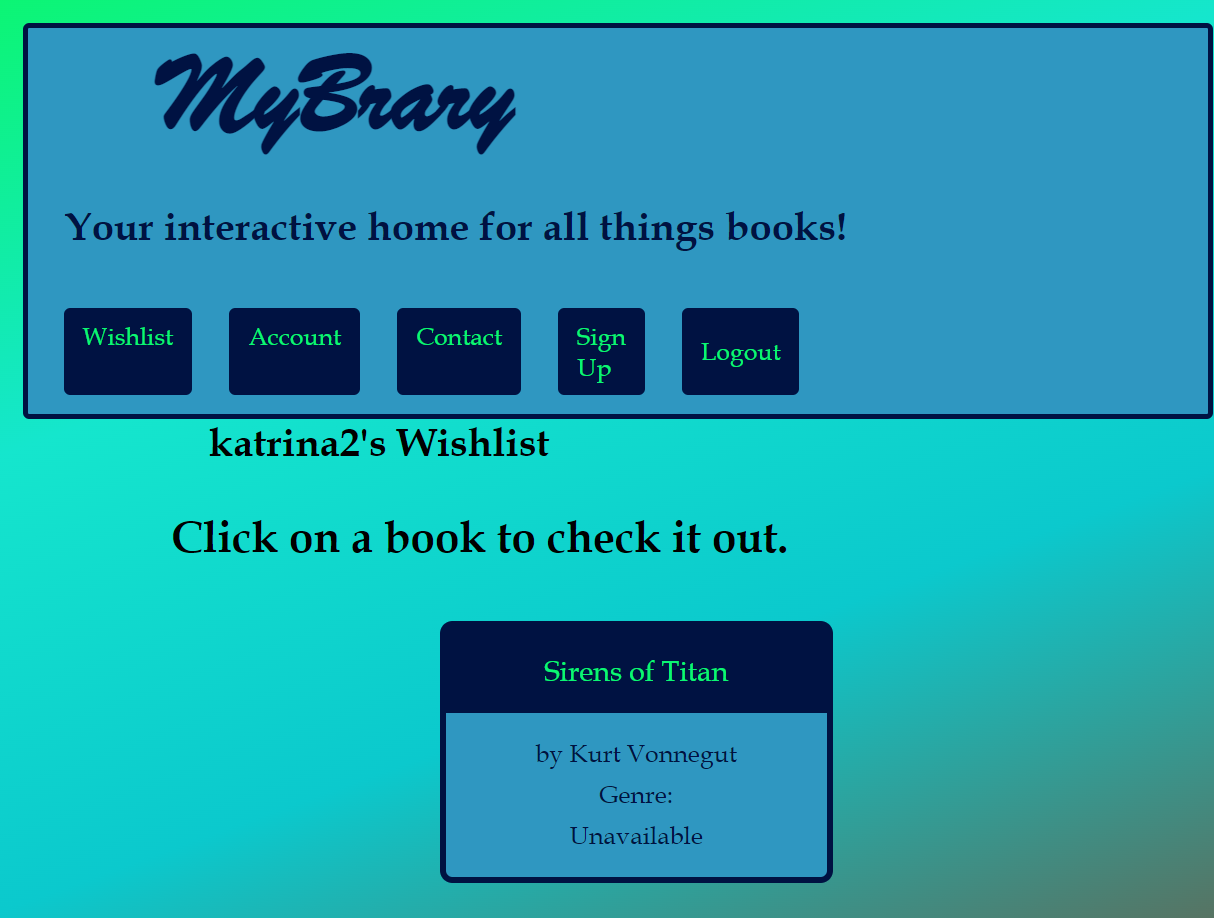 MyBrary
Your interactive home for all things books!
Wishlist Account Contact Sign Up Logout
katrina2's Wishlist
Click on a book to check it out.
Sirens of Titan
by Kurt Vonnegut
Genre:
Unavailable